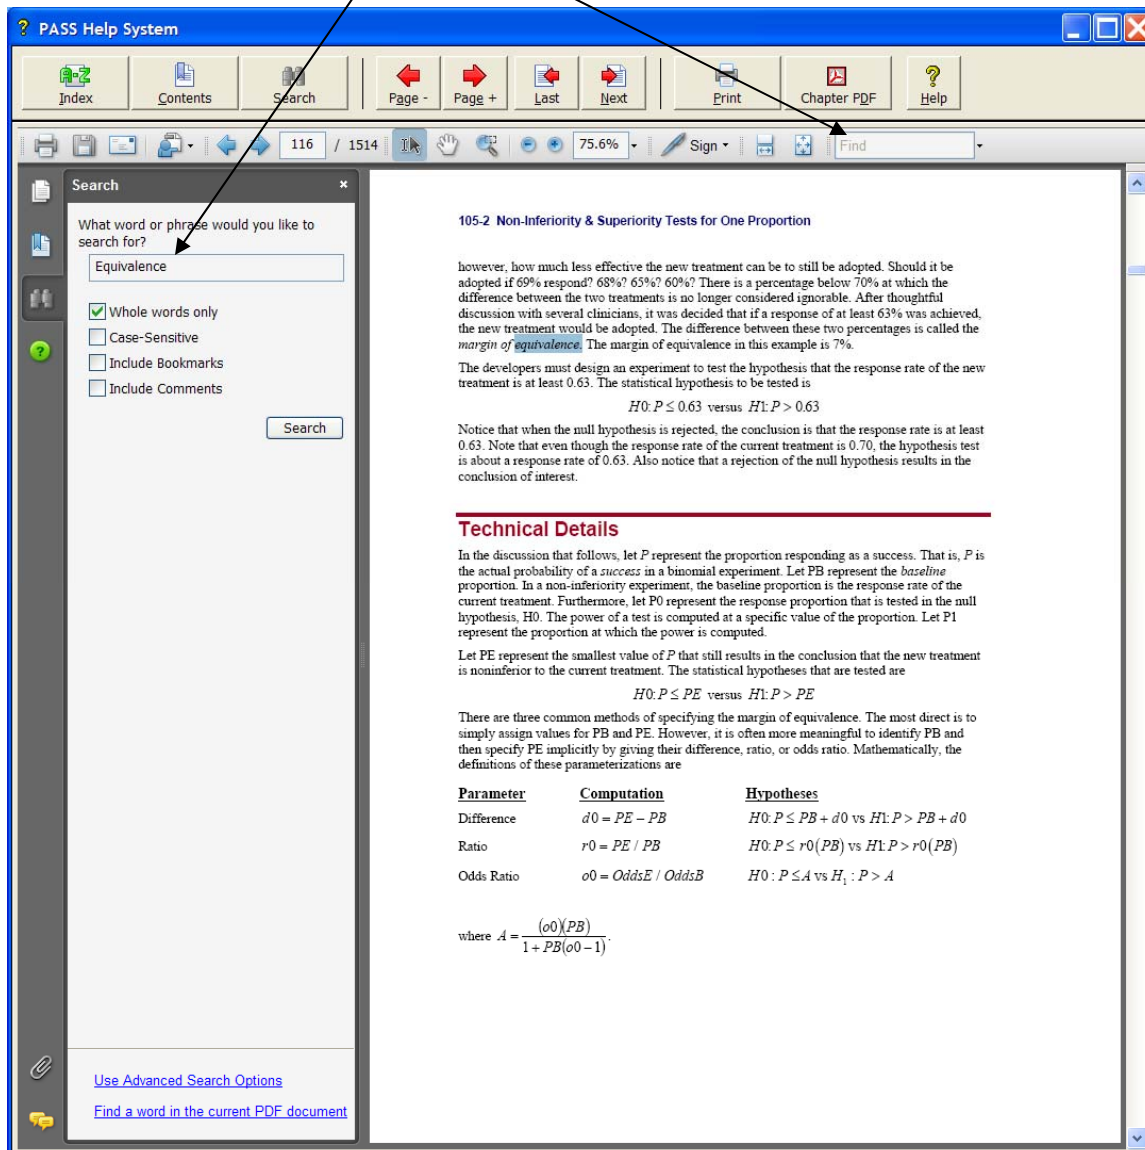 PASS Help System
Index Contents Search Page - Page + Last Next Print Chapter PDF Help
116 / 1514 75.6% Sign Find
Search
What word or phrase would you like to
search for?
Equivalence
Whole words only
Case-Sensitive
Include Bookmarks
Include Comments
Search
Use Advanced Search Options
Find a word in the current PDF document
105-2 Non-Inferiority & Superiority Tests for One Proportion
however, how much less effective the new treatment can be to still be adopted. Should it be
adopted if 69% respond? 68%? 65%? 60%? There is a percentage below 70% at which the
difference between the two treatments is no longer considered ignorable. After thoughtful
discussion with several clinicians, it was decided that if a response of at least 63% was achieved,
the new treatment would be adopted. The difference between these two percentages is called the
margin of equivalence. The margin of equivalence in this example is 7%.
The developers must design an experiment to test the hypothesis that the response rate of the new
treatment is at least 0.63. The statistical hypothesis to be tested is
H0: P ≤ 0.63 versus H1: P > 0.63
Notice that when the null hypothesis is rejected, the conclusion is that the response rate is at least
0.63. Note that even though the response rate of the current treatment is 0.70, the hypothesis test
is about a response rate of 0.63. Also notice that a rejection of the null hypothesis results in the
conclusion of interest.
Technical Details
In the discussion that follows, let P represent the proportion responding as a success. That is, P is
the actual probability of a success in a binomial experiment. Let PB represent the baseline
proportion. In a non-inferiority experiment, the baseline proportion is the response rate of the
current treatment. Furthermore, let P0 represent the response proportion that is tested in the null
hypothesis, H0. The power of a test is computed at a specific value of the proportion. Let P1
represent the proportion at which the power is computed.
Let PE represent the smallest value of P that still results in the conclusion that the new treatment
is noninferior to the current treatment. The statistical hypotheses that are tested are
H0: P ≤ PE versus H1: P > PE
There are three common methods of specifying the margin of equivalence. The most direct is to
simply assign values for PB and PE. However, it is often more meaningful to identify PB and
then specify PE implicitly by giving their difference, ratio, or odds ratio. Mathematically, the
definitions of these parameterizations are
Parameter Computation Hypotheses
Difference d0 = PE − PB H0: P ≤ PB + d0 vs H1: P > PB + d0
Ratio r0 = PE / PB H0: P ≤ r0(PB) vs H1: P > r0(PB)
Odds Ratio o0 = OddsE / OddsB H0 : P ≤ A vs H₁ : P > A
where A = (o0)(PB) / 1 + PB(o0 − 1).